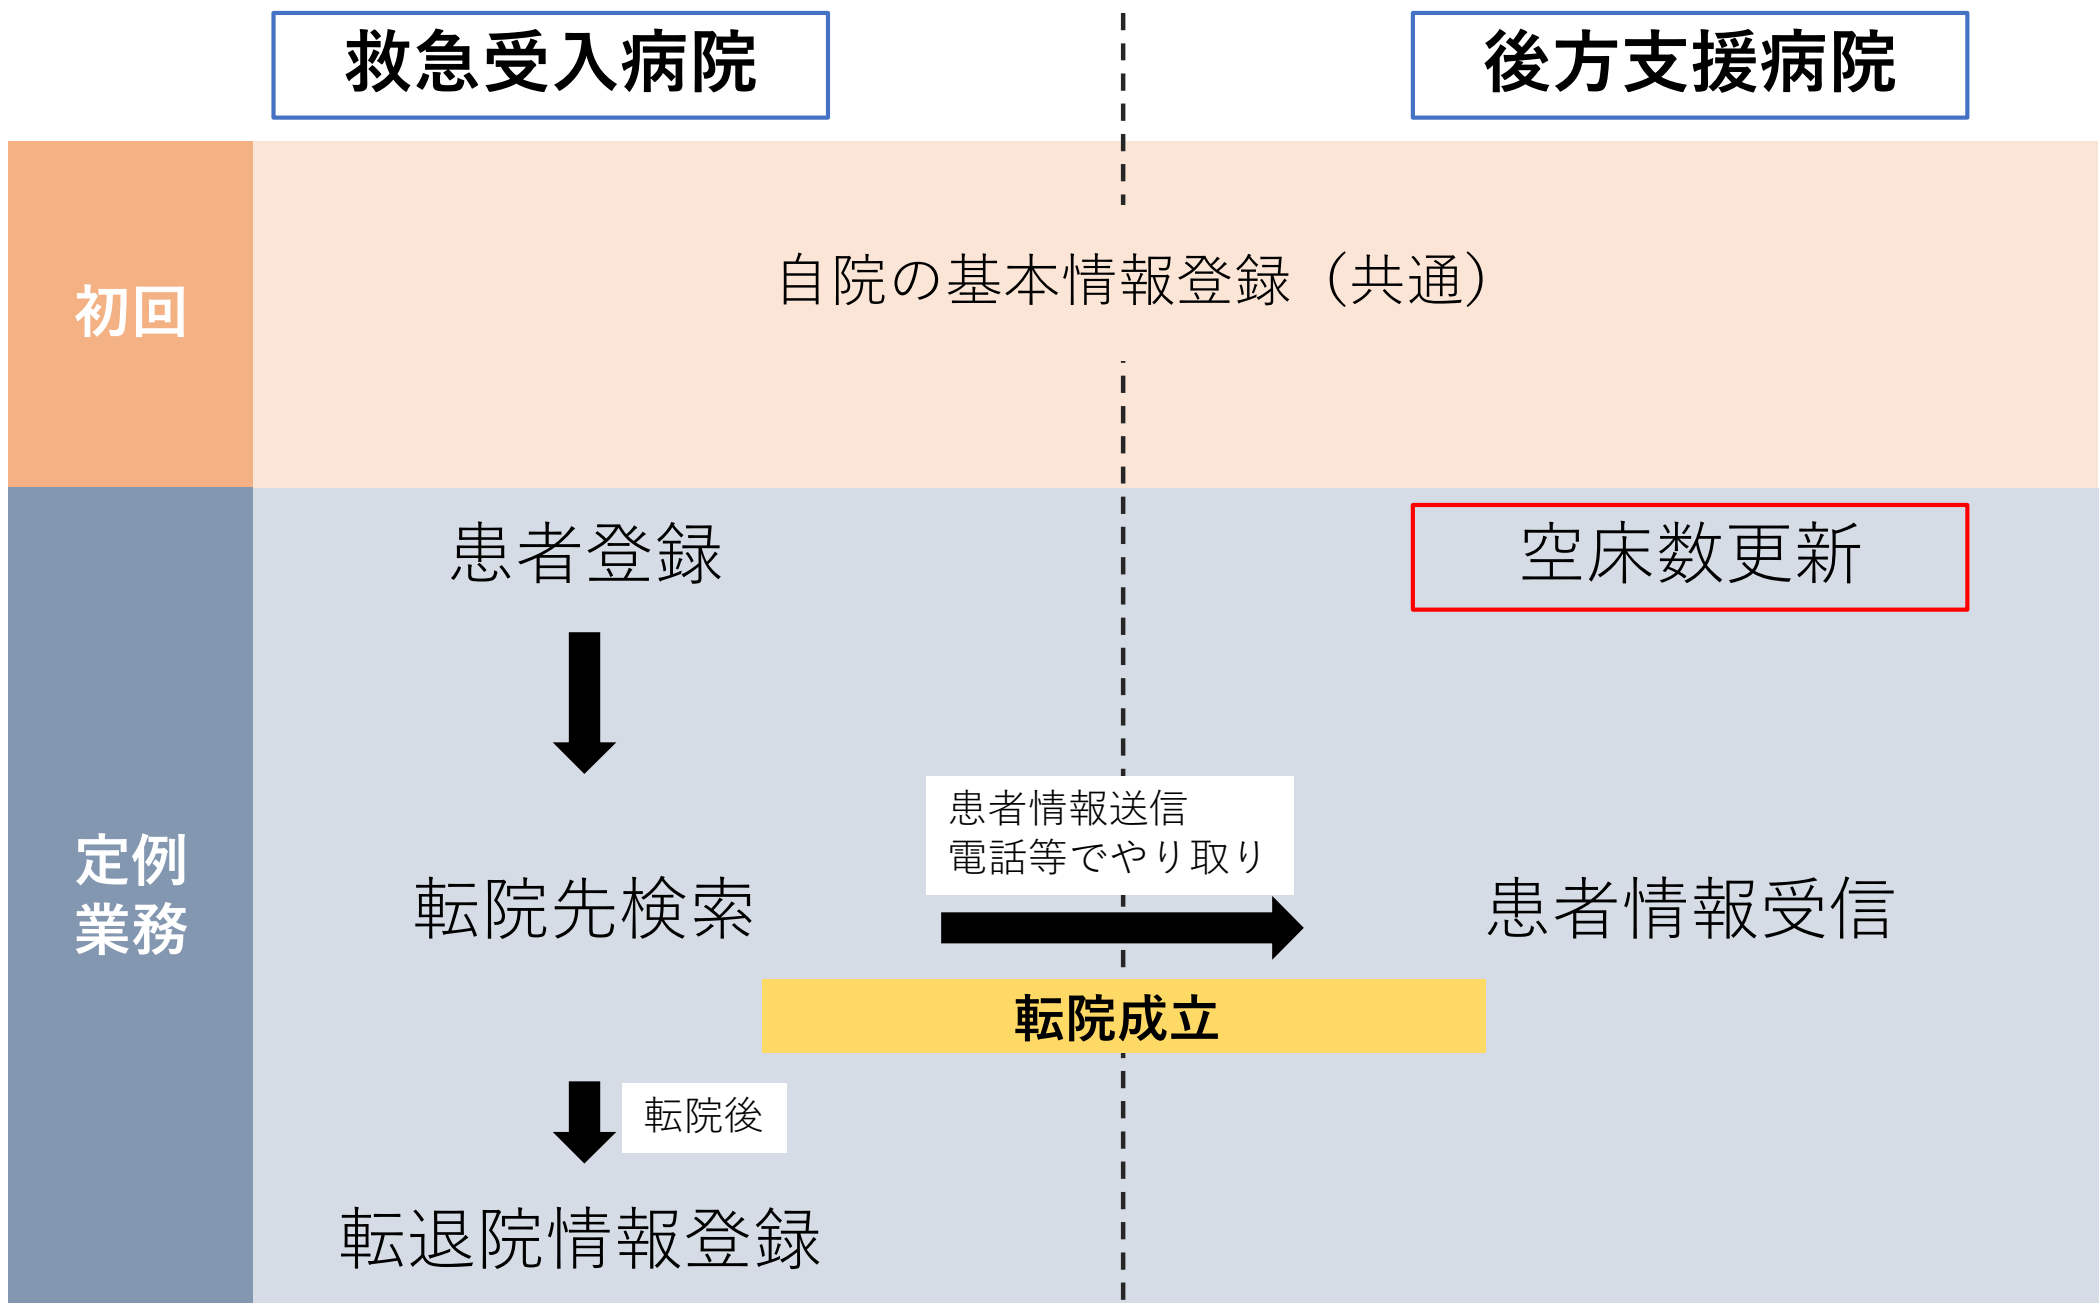 救急受入病院
後方支援病院
初回
自院の基本情報登録（共通）
定例
業務
患者登録
空床数更新
患者情報送信
電話等でやり取り
転院先検索
患者情報受信
転院成立
転院後
転退院情報登録